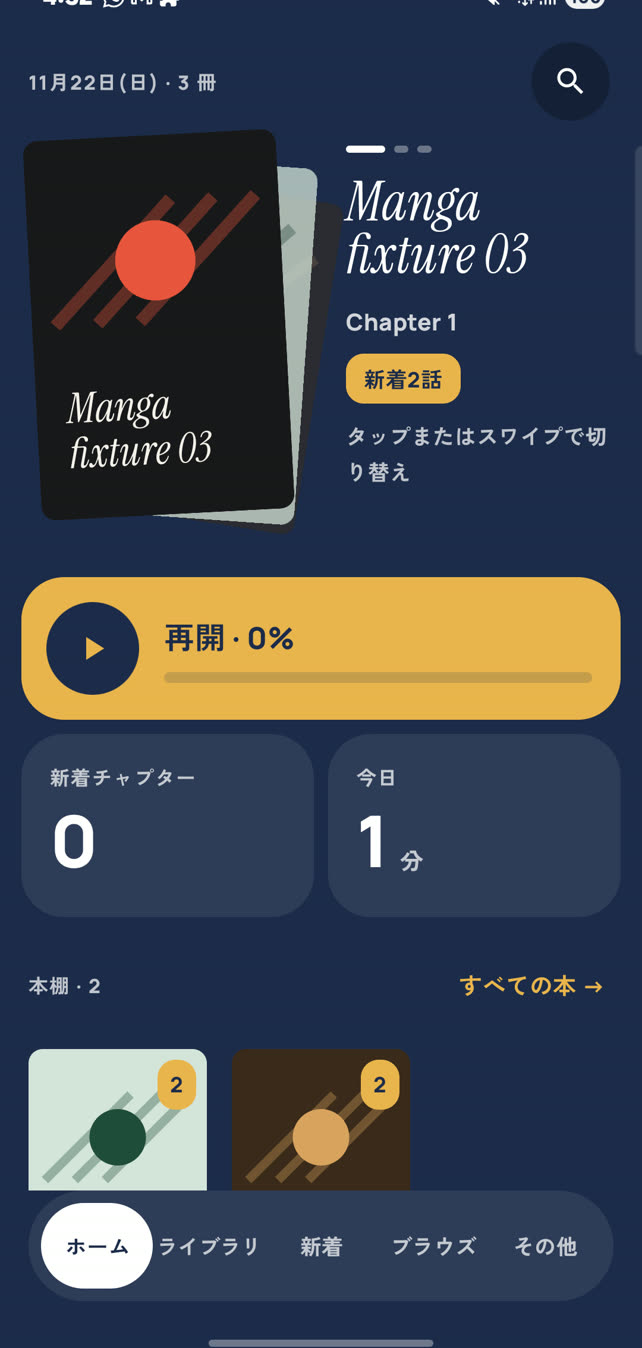 11月22日(日) · 3 冊
Manga
fixture 03
Manga
fixture 03
Chapter 1
新着2話
タップまたはスワイプで切
り替え
再開 · 0%
新着チャプター
0
今日
1 分
本棚 · 2
すべての本 →
2
2
ホーム
ライブラリ
新着
ブラウズ
その他